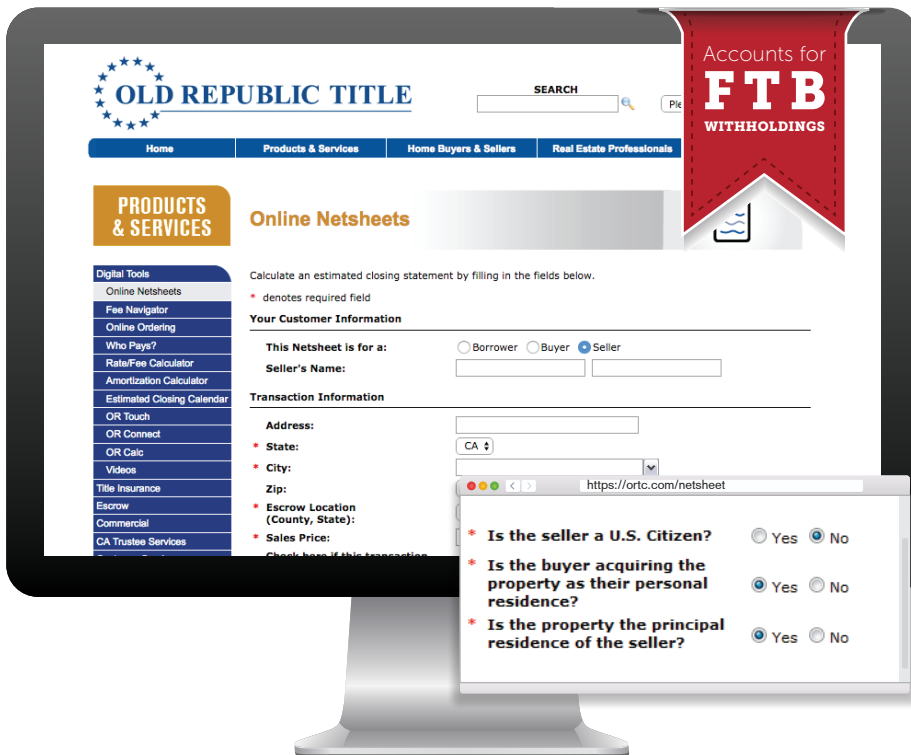 Accounts for
FTB
WITHHOLDINGS
OLD REPUBLIC TITLE
SEARCH
Home
Products & Services
Home Buyers & Sellers
Real Estate Professionals
PRODUCTS
& SERVICES
Online Netsheets
Digital Tools
Online Netsheets
Fee Navigator
Online Ordering
Who Pays?
Rate/Fee Calculator
Amortization Calculator
Estimated Closing Calendar
OR Touch
OR Connect
OR Calc
Videos
Title Insurance
Escrow
Commercial
CA Trustee Services
Calculate an estimated closing statement by filling in the fields below.
* denotes required field
Your Customer Information
This Netsheet is for a: Borrower Buyer Seller
Seller's Name:
Transaction Information
Address:
* State: CA
* City:
Zip:
* Escrow Location
(County, State):
* Sales Price:
Check here if this transaction
https://ortc.com/netsheet
* Is the seller a U.S. Citizen? Yes No
* Is the buyer acquiring the
property as their personal
residence? Yes No
* Is the property the principal
residence of the seller? Yes No